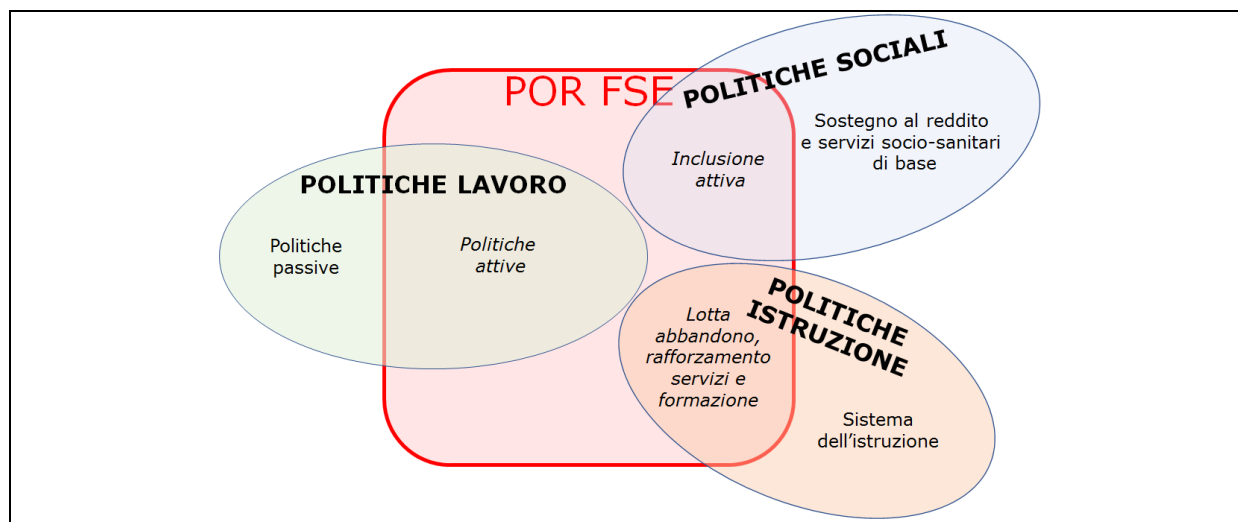 POR FSE
POLITICHE SOCIALI
Sostegno al reddito
e servizi socio-sanitari
di base
Inclusione
attiva
POLITICHE LAVORO
Politiche
passive
Politiche
attive
POLITICHE
ISTRUZIONE
Lotta
abbandono,
rafforzamento
servizi e
formazione
Sistema
dell’istruzione